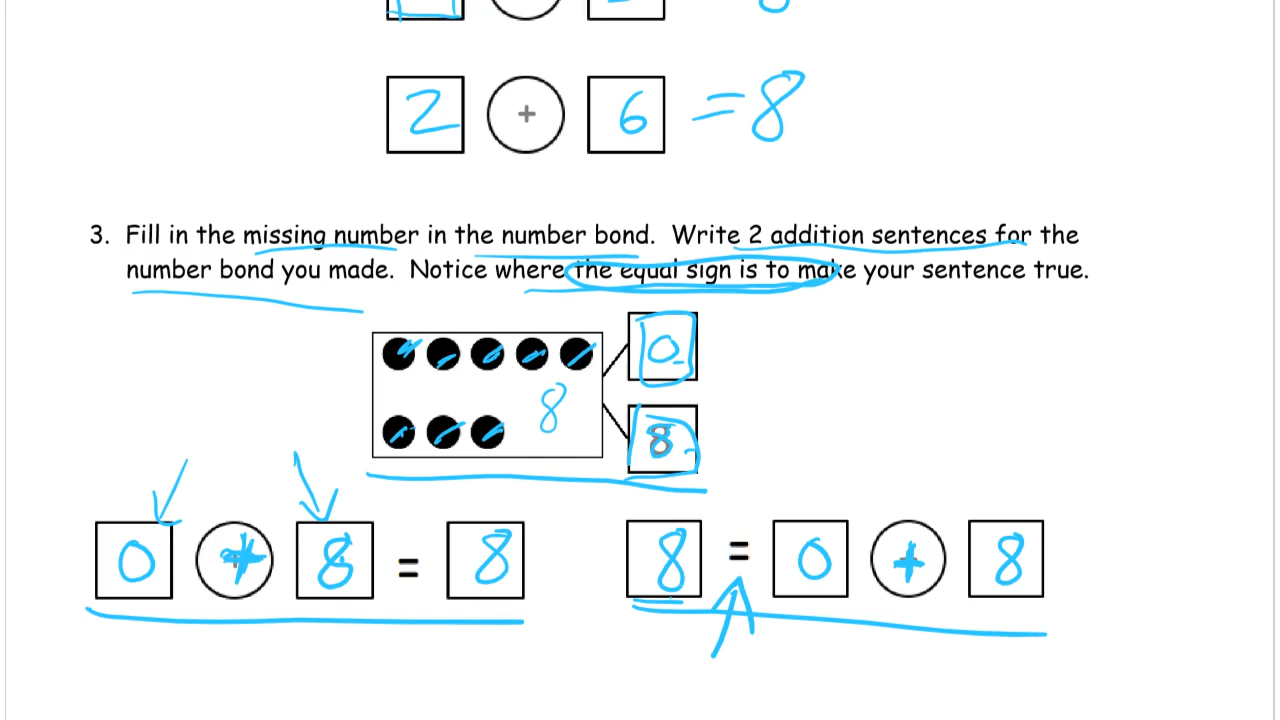 2 + 6 = 8
3. Fill in the missing number in the number bond. Write 2 addition sentences for the
number bond you made. Notice where the equal sign is to make your sentence true.
0
8
8
0 + 8 = 8
8 = 0 + 8